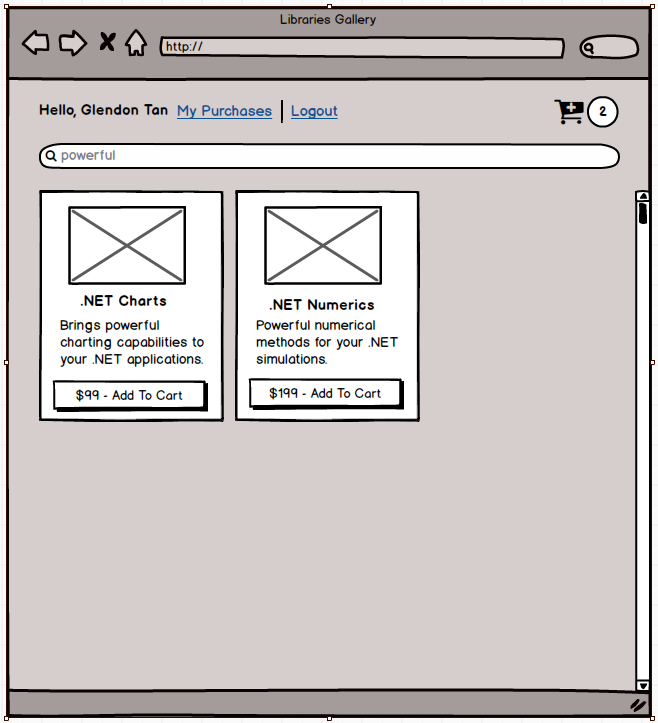 Libraries Gallery
http://
Hello, Glendon Tan My Purchases Logout 2
powerful
.NET Charts
Brings powerful
charting capabilities to
your .NET applications.
$99 - Add To Cart
.NET Numerics
Powerful numerical
methods for your .NET
simulations.
$199 - Add To Cart